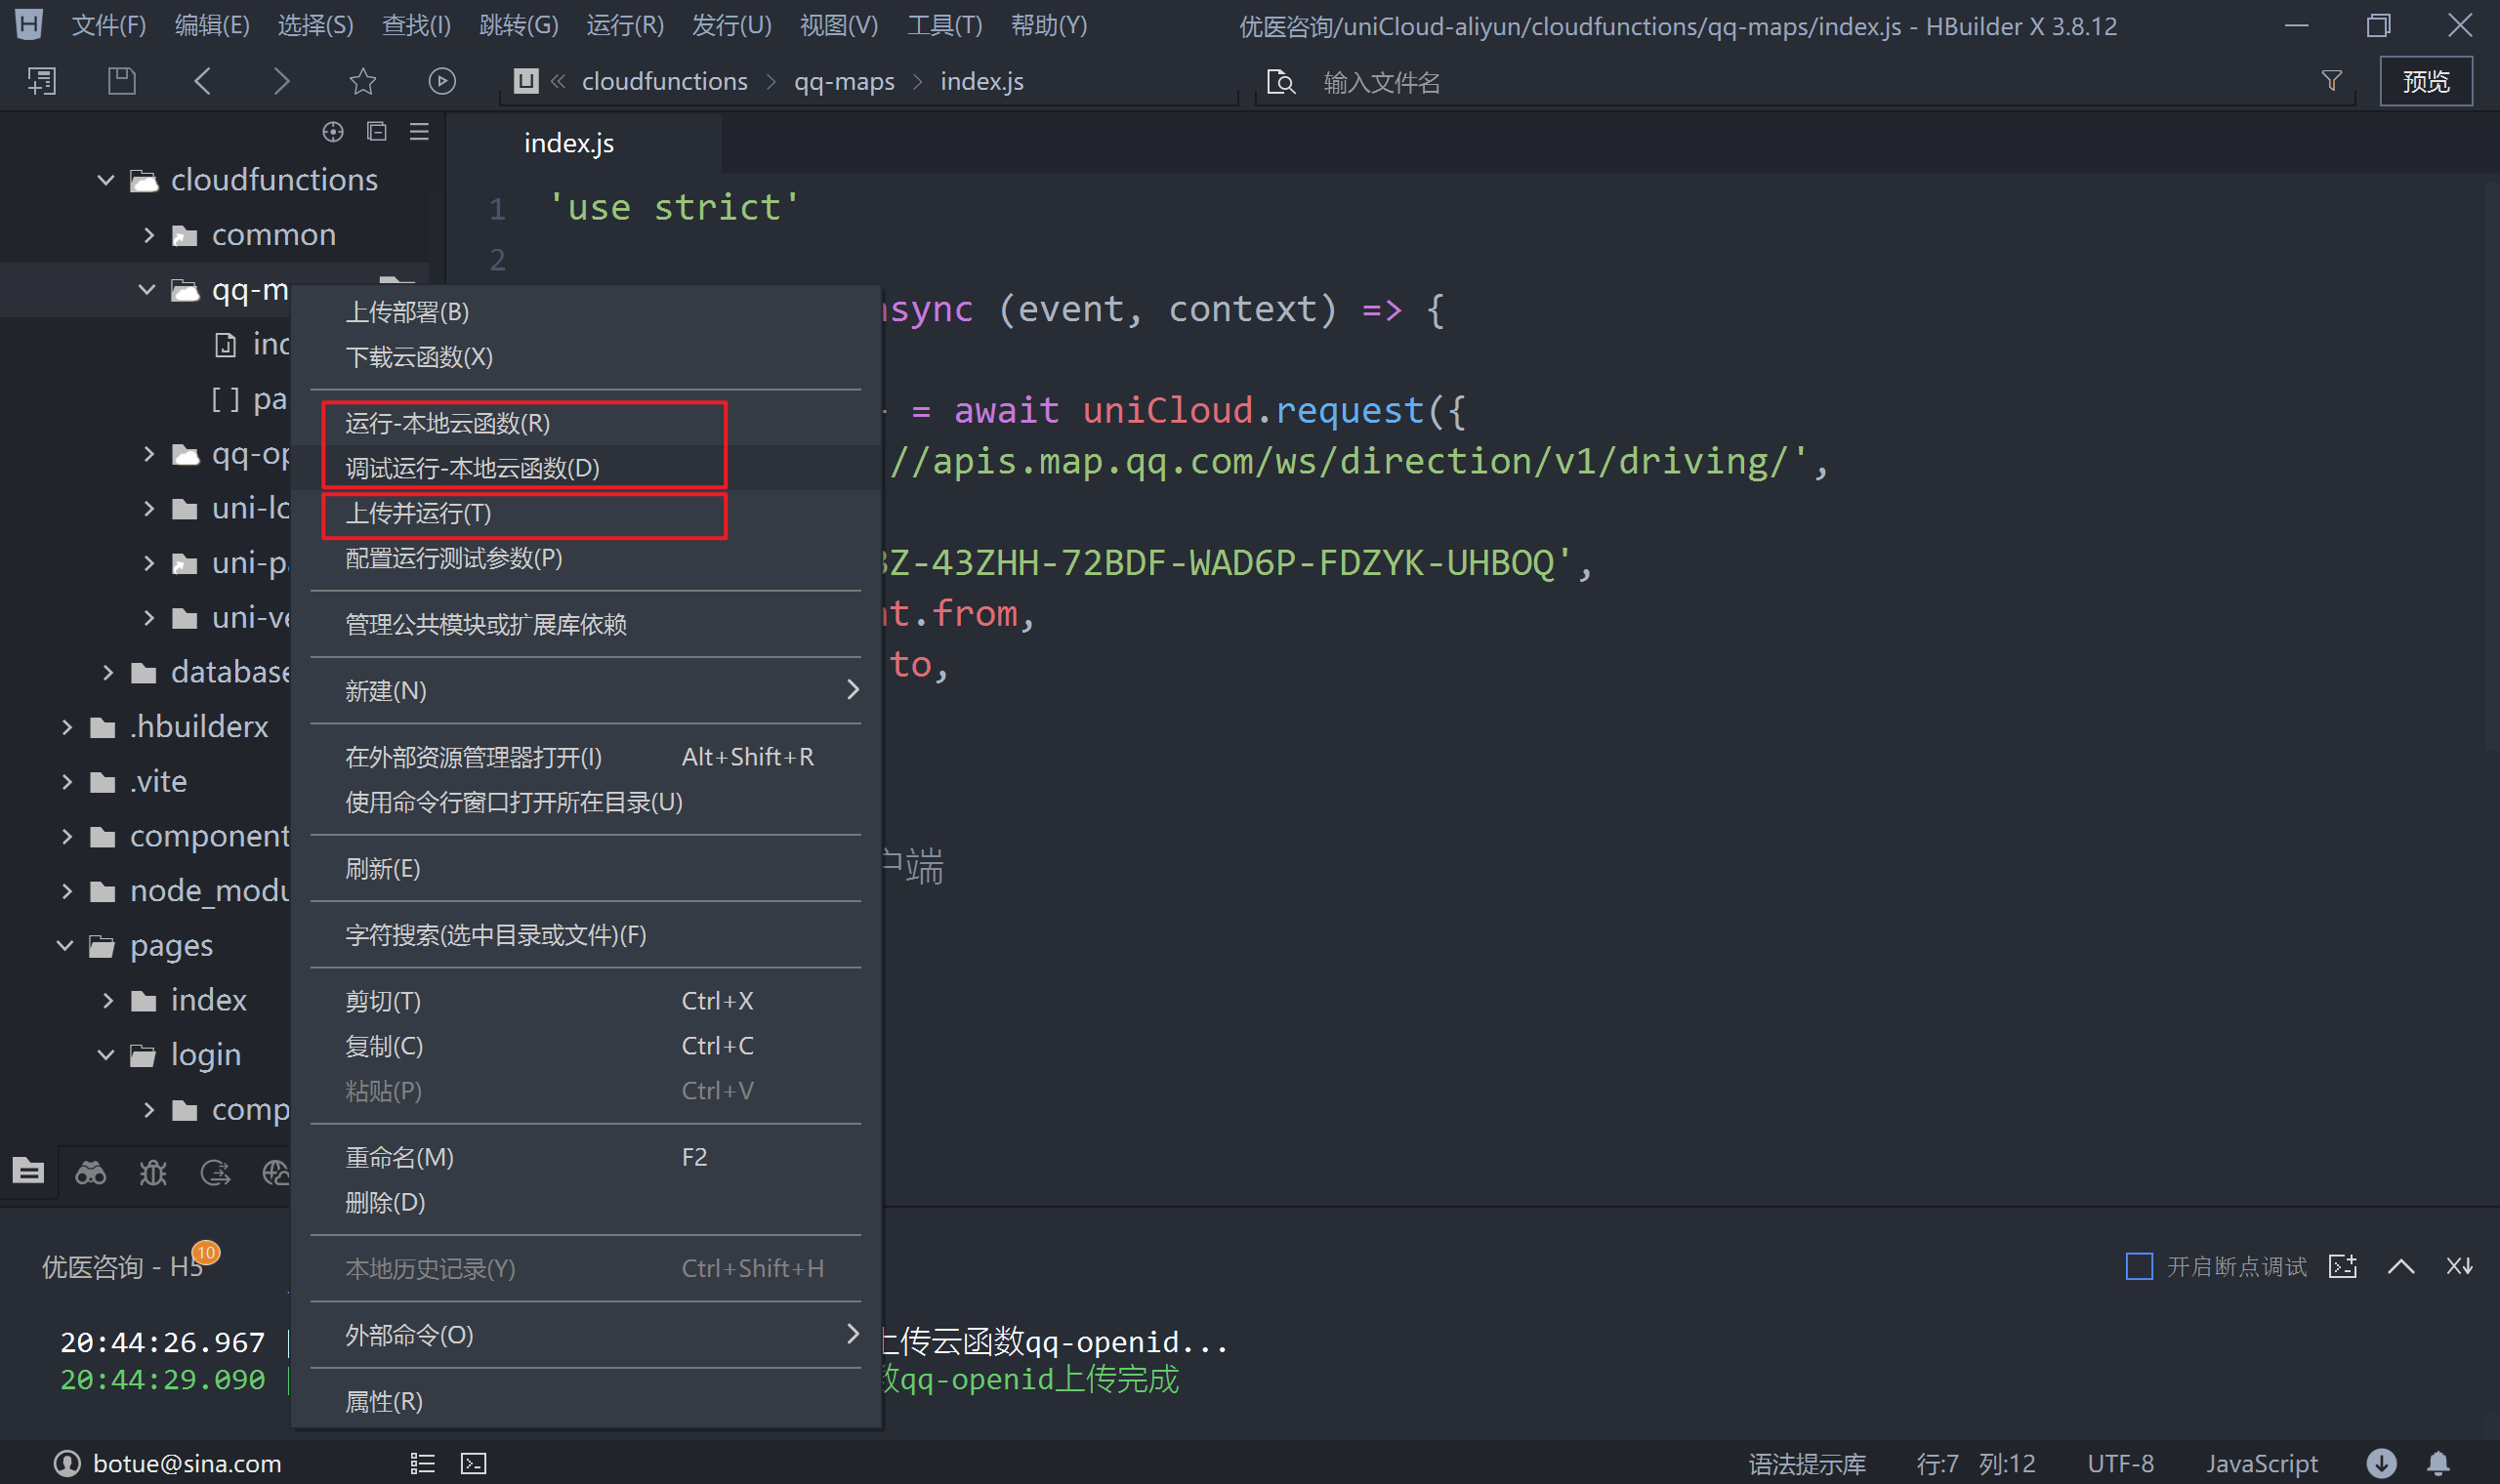 文件(F) 编辑(E) 选择(S) 查找(I) 跳转(G) 运行(R) 发行(U) 视图(V) 工具(T) 帮助(Y) 优医咨询/uniCloud-aliyun/cloudfunctions/qq-maps/index.js - HBuilder X 3.8.12
cloudfunctions qq-maps index.js 输入文件名 预览
index.js
cloudfunctions
common
qq-m
pa
qq-op
uni-lo
uni-pa
uni-ve
database
.hbuilderx
.vite
component
node_modu
pages
index
login
comp
上传部署(B)
下载云函数(X)
运行-本地云函数(R)
调试运行-本地云函数(D)
上传并运行(T)
配置运行测试参数(P)
管理公共模块或扩展库依赖
新建(N)
在外部资源管理器打开(I) Alt+Shift+R
使用命令行窗口打开所在目录(U)
刷新(E)
字符搜索(选中目录或文件)(F)
剪切(T) Ctrl+X
复制(C) Ctrl+C
粘贴(P) Ctrl+V
重命名(M) F2
删除(D)
本地历史记录(Y) Ctrl+Shift+H
外部命令(O)
属性(R)
1 'use strict'
2
async (event, context) => {
= await uniCloud.request({
//apis.map.qq.com/ws/direction/v1/driving/',
Z-43ZHH-72BDF-WAD6P-FDZYK-UHBOQ',
t.from,
to,
户端
优医咨询 - H5 10
开启断点调试
20:44:26.967 上传云函数qq-openid...
20:44:29.090 数qq-openid上传完成
botue@sina.com 语法提示库 行:7 列:12 UTF-8 JavaScript